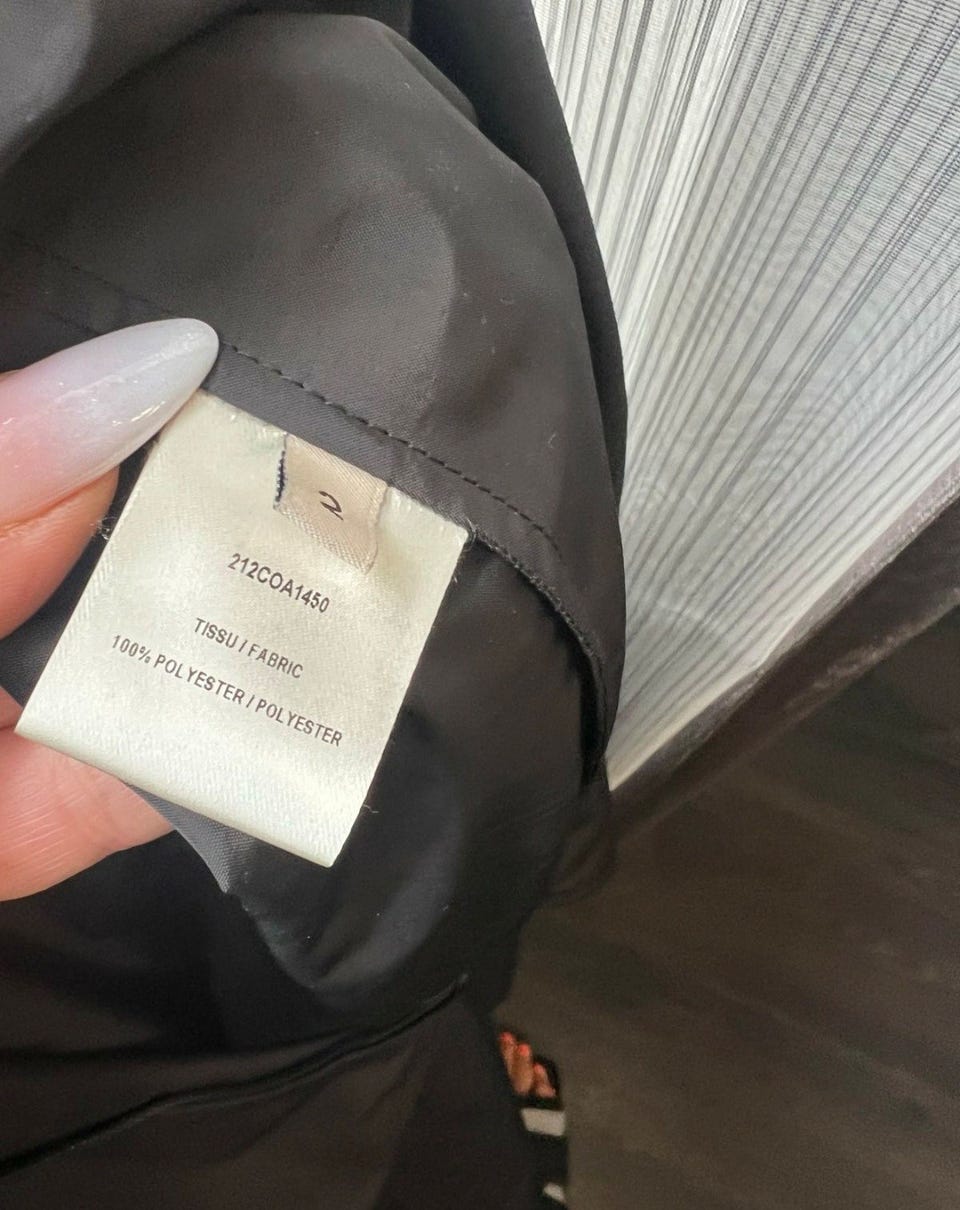 2
212COA1450
TISSU / FABRIC
100% POLYESTER / POLYESTER